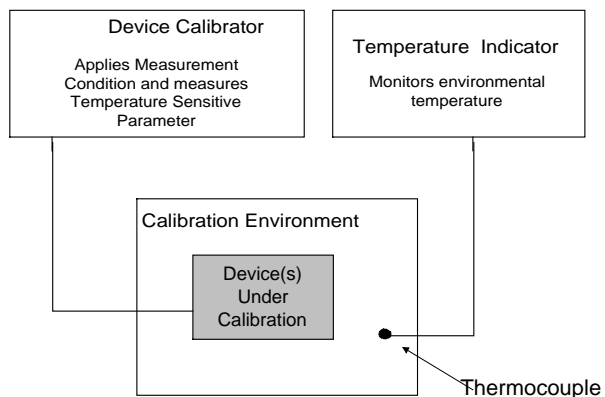 Device Calibrator
Applies Measurement
Condition and measures
Temperature Sensitive
Parameter
Temperature Indicator
Monitors environmental
temperature
Calibration Environment
Device(s)
Under
Calibration
Thermocouple